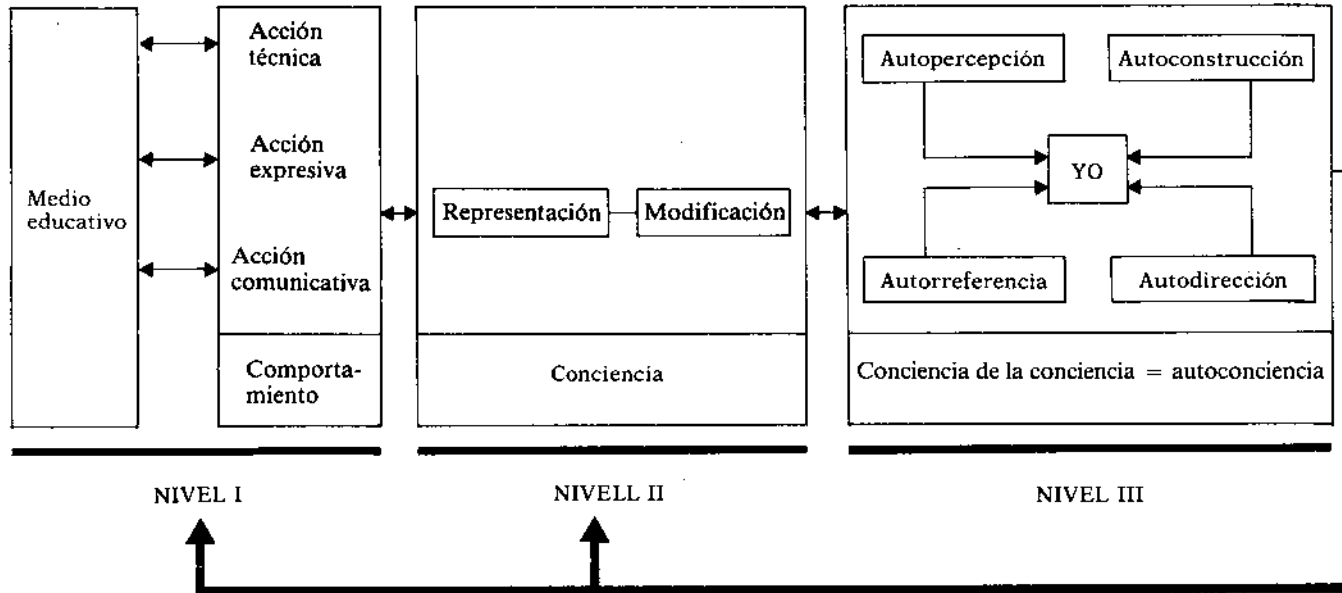 Medio
educativo
Acción
técnica
Acción
expresiva
Acción
comunicativa
Comporta-
miento
Representación
Modificación
Conciencia
Autopercepción
Autoconstrucción
YO
Autorreferencia
Autodirección
Conciencia de la conciencia = autoconciencia
NIVEL I
NIVELL II
NIVEL III